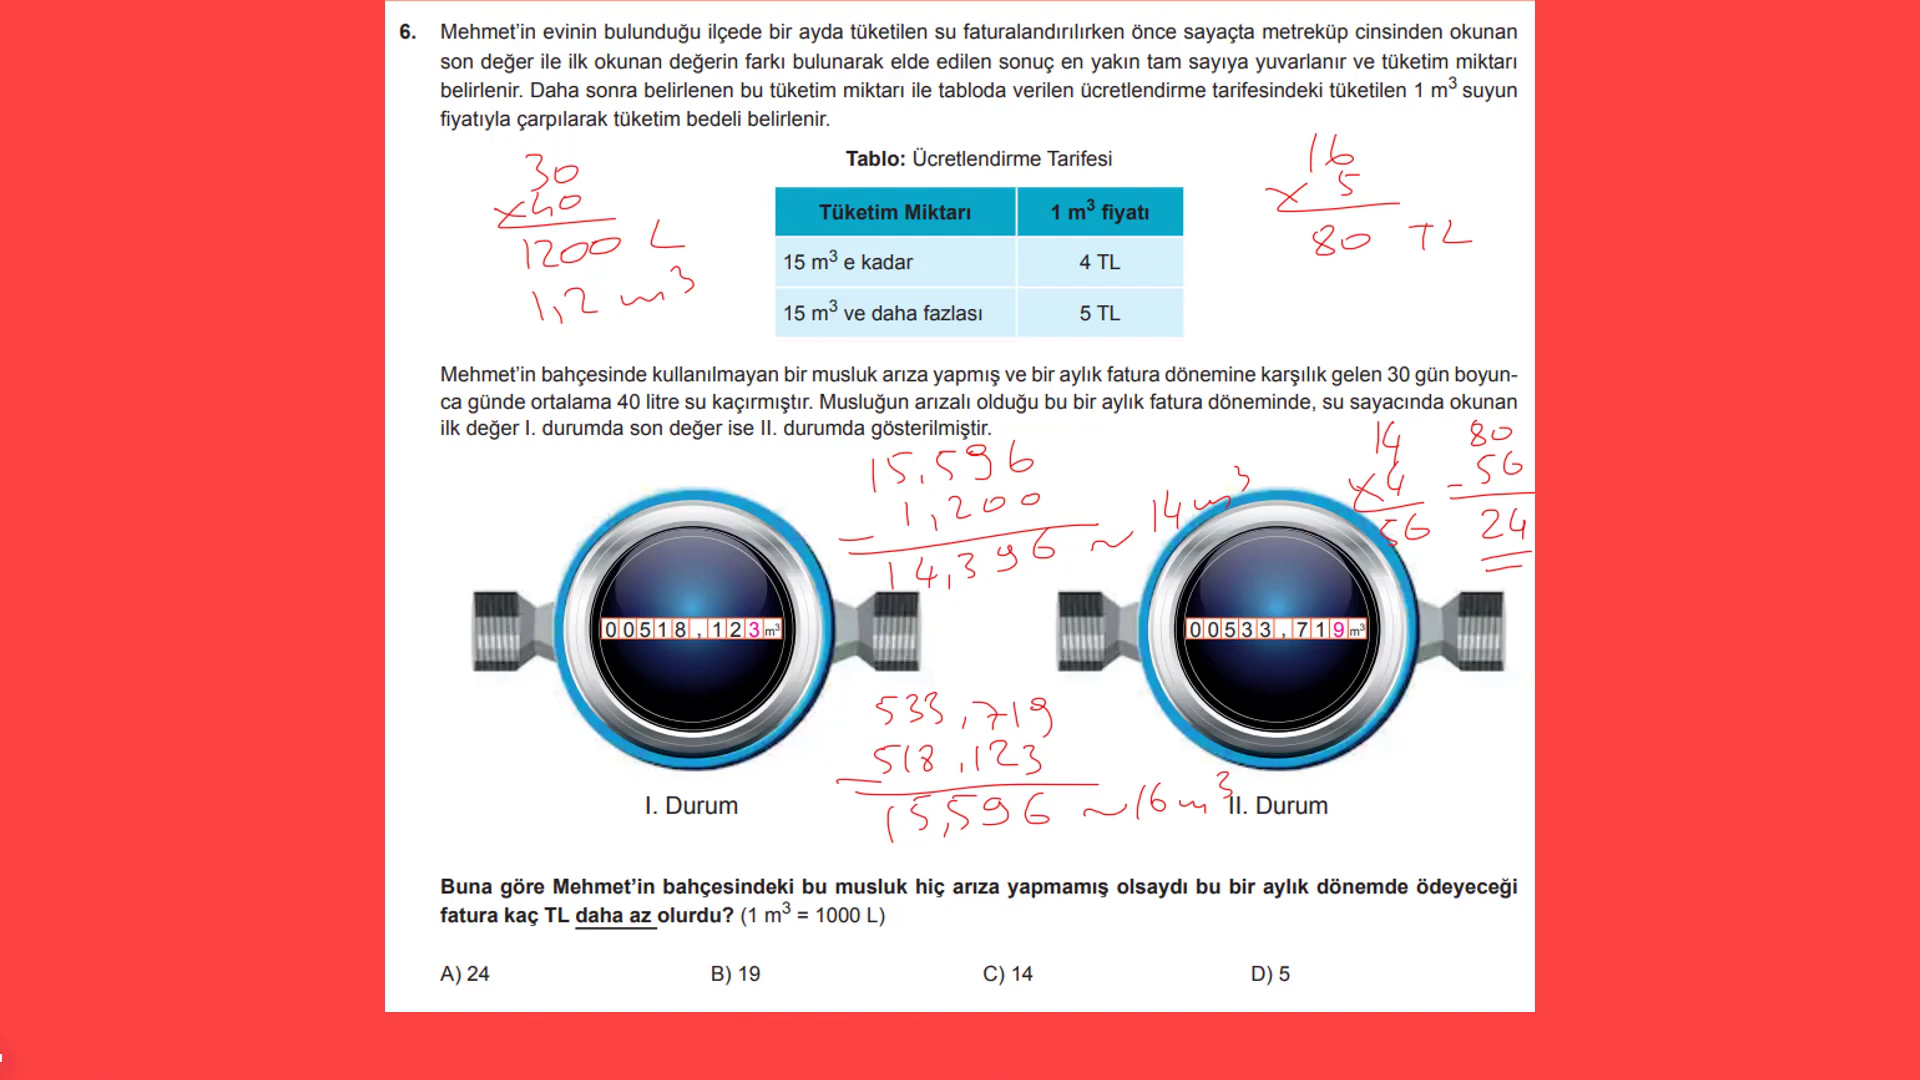 6. Mehmet'in evinin bulunduğu ilçede bir ayda tüketilen su faturalandırılırken önce sayaçta metreküp cinsinden okunan
son değer ile ilk okunan değerin farkı bulunarak elde edilen sonuç en yakın tam sayıya yuvarlanır ve tüketim miktarı
belirlenir. Daha sonra belirlenen bu tüketim miktarı ile tabloda verilen ücretlendirme tarifesindeki tüketilen 1 m³ suyun
fiyatıyla çarpılarak tüketim bedeli belirlenir.
30
x40
1200 L
1,2 m³
Tablo: Ücretlendirme Tarifesi
Tüketim Miktarı 1 m³ fiyatı
15 m³ e kadar 4 TL
15 m³ ve daha fazlası 5 TL
16
x 5
80 TL
Mehmet'in bahçesinde kullanılmayan bir musluk arıza yapmış ve bir aylık fatura dönemine karşılık gelen 30 gün boyun-
ca günde ortalama 40 litre su kaçırmıştır. Musluğun arızalı olduğu bu bir aylık fatura döneminde, su sayacında okunan
ilk değer I. durumda son değer ise II. durumda gösterilmiştir.
15,596
- 1,200
14,396 ~ 14 m³
14
x4
56
80
- 56
24
00518,123 m³
00533,719 m³
533,719
- 518,123
15,596 ~ 16 m³
I. Durum
II. Durum
Buna göre Mehmet'in bahçesindeki bu musluk hiç arıza yapmamış olsaydı bu bir aylık dönemde ödeyeceği
fatura kaç TL daha az olurdu? (1 m³ = 1000 L)
A) 24 B) 19 C) 14 D) 5